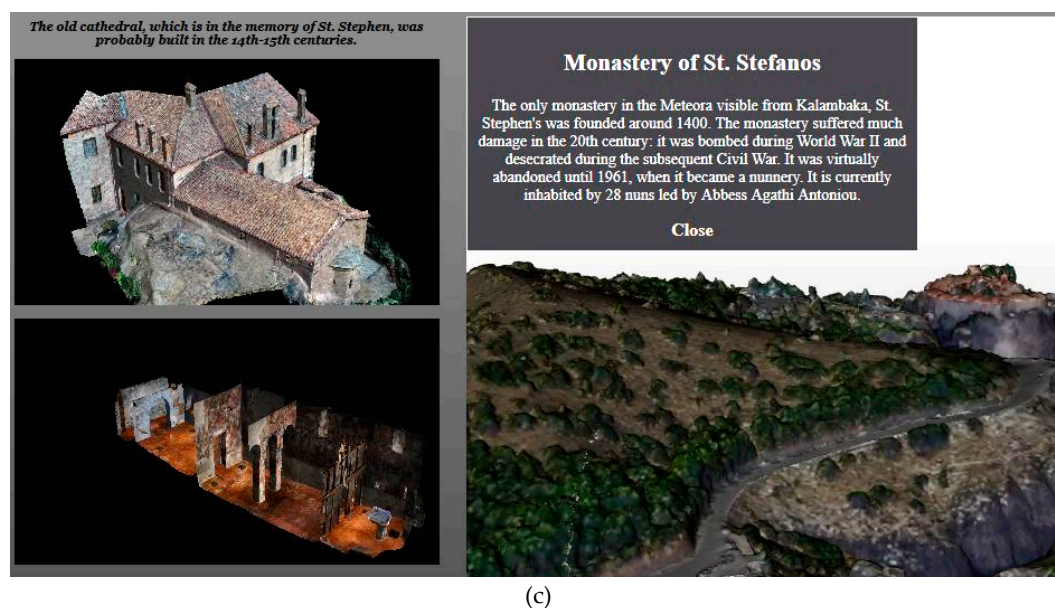 The old cathedral, which is in the memory of St. Stephen, was
probably built in the 14th-15th centuries.
Monastery of St. Stefanos
The only monastery in the Meteora visible from Kalambaka, St.
Stephen's was founded around 1400. The monastery suffered much
damage in the 20th century: it was bombed during World War II and
desecrated during the subsequent Civil War. It was virtually
abandoned until 1961, when it became a nunnery. It is currently
inhabited by 28 nuns led by Abbess Agathi Antoniou.
Close
(c)